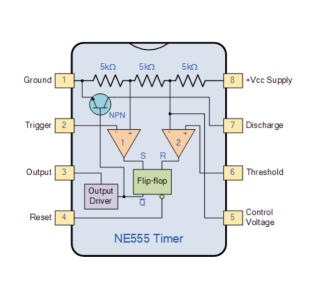 5kΩ 5kΩ 5kΩ
Ground 1 8 +Vcc Supply
NPN
Trigger 2 7 Discharge
1 2
S R
Output 3 6 Threshold
Flip-flop
Output
Driver
Q
Reset 4 5 Control
Voltage
NE555 Timer